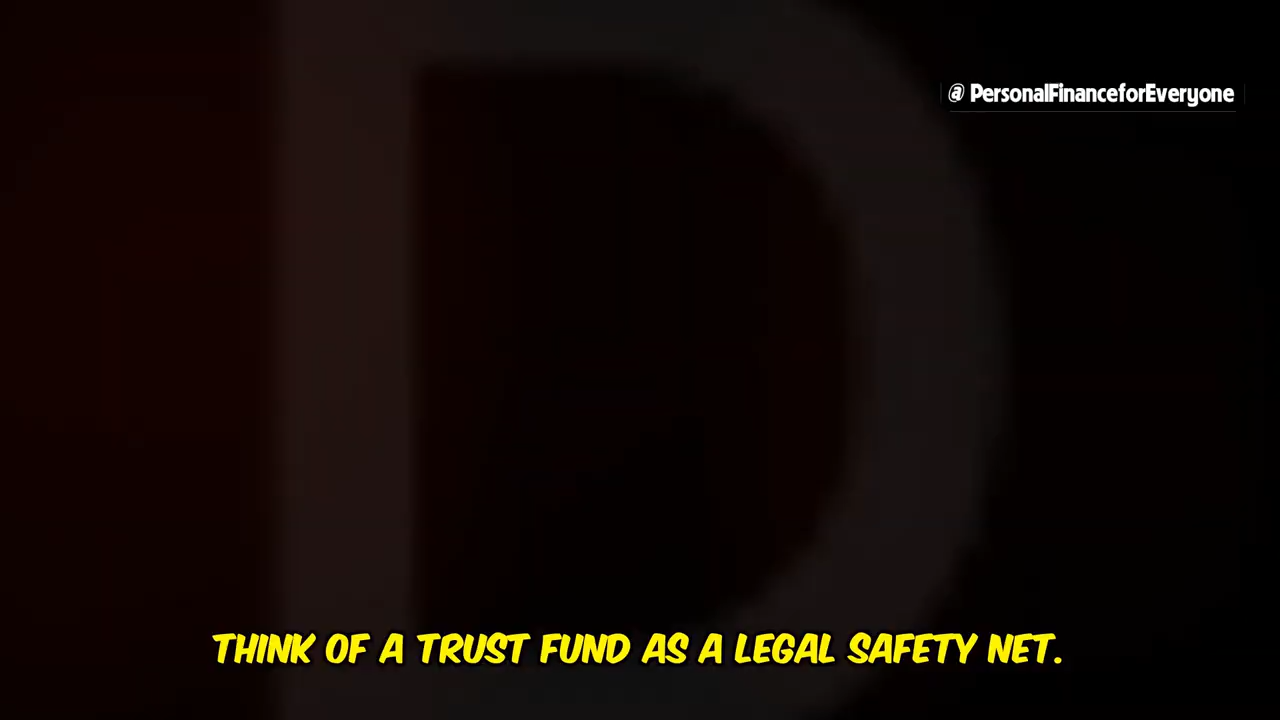 @ PersonalFinanceforEveryone
D
THINK OF A TRUST FUND AS A LEGAL SAFETY NET.